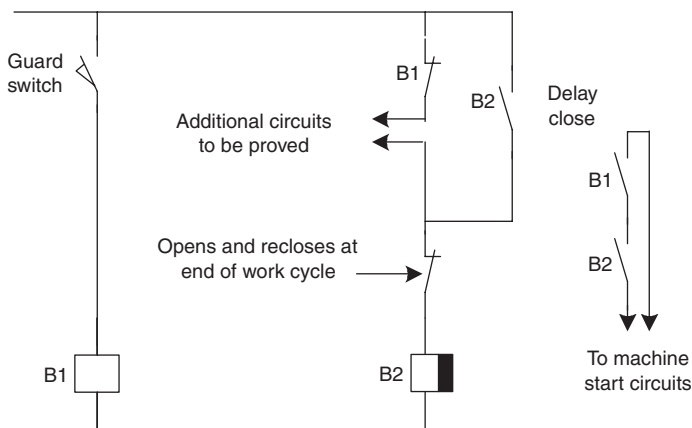 Guard
switch
B1
B2
Delay
close
Additional circuits
to be proved
B1
Opens and recloses at
end of work cycle
B2
B1
B2
To machine
start circuits